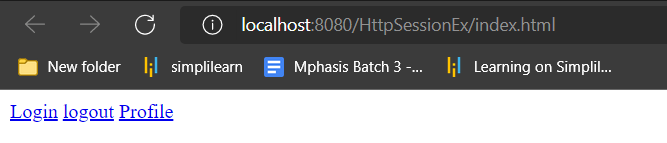 localhost:8080/HttpSessionEx/index.html
New folder simplilearn Mphasis Batch 3 -... Learning on Simplil...
Login logout Profile